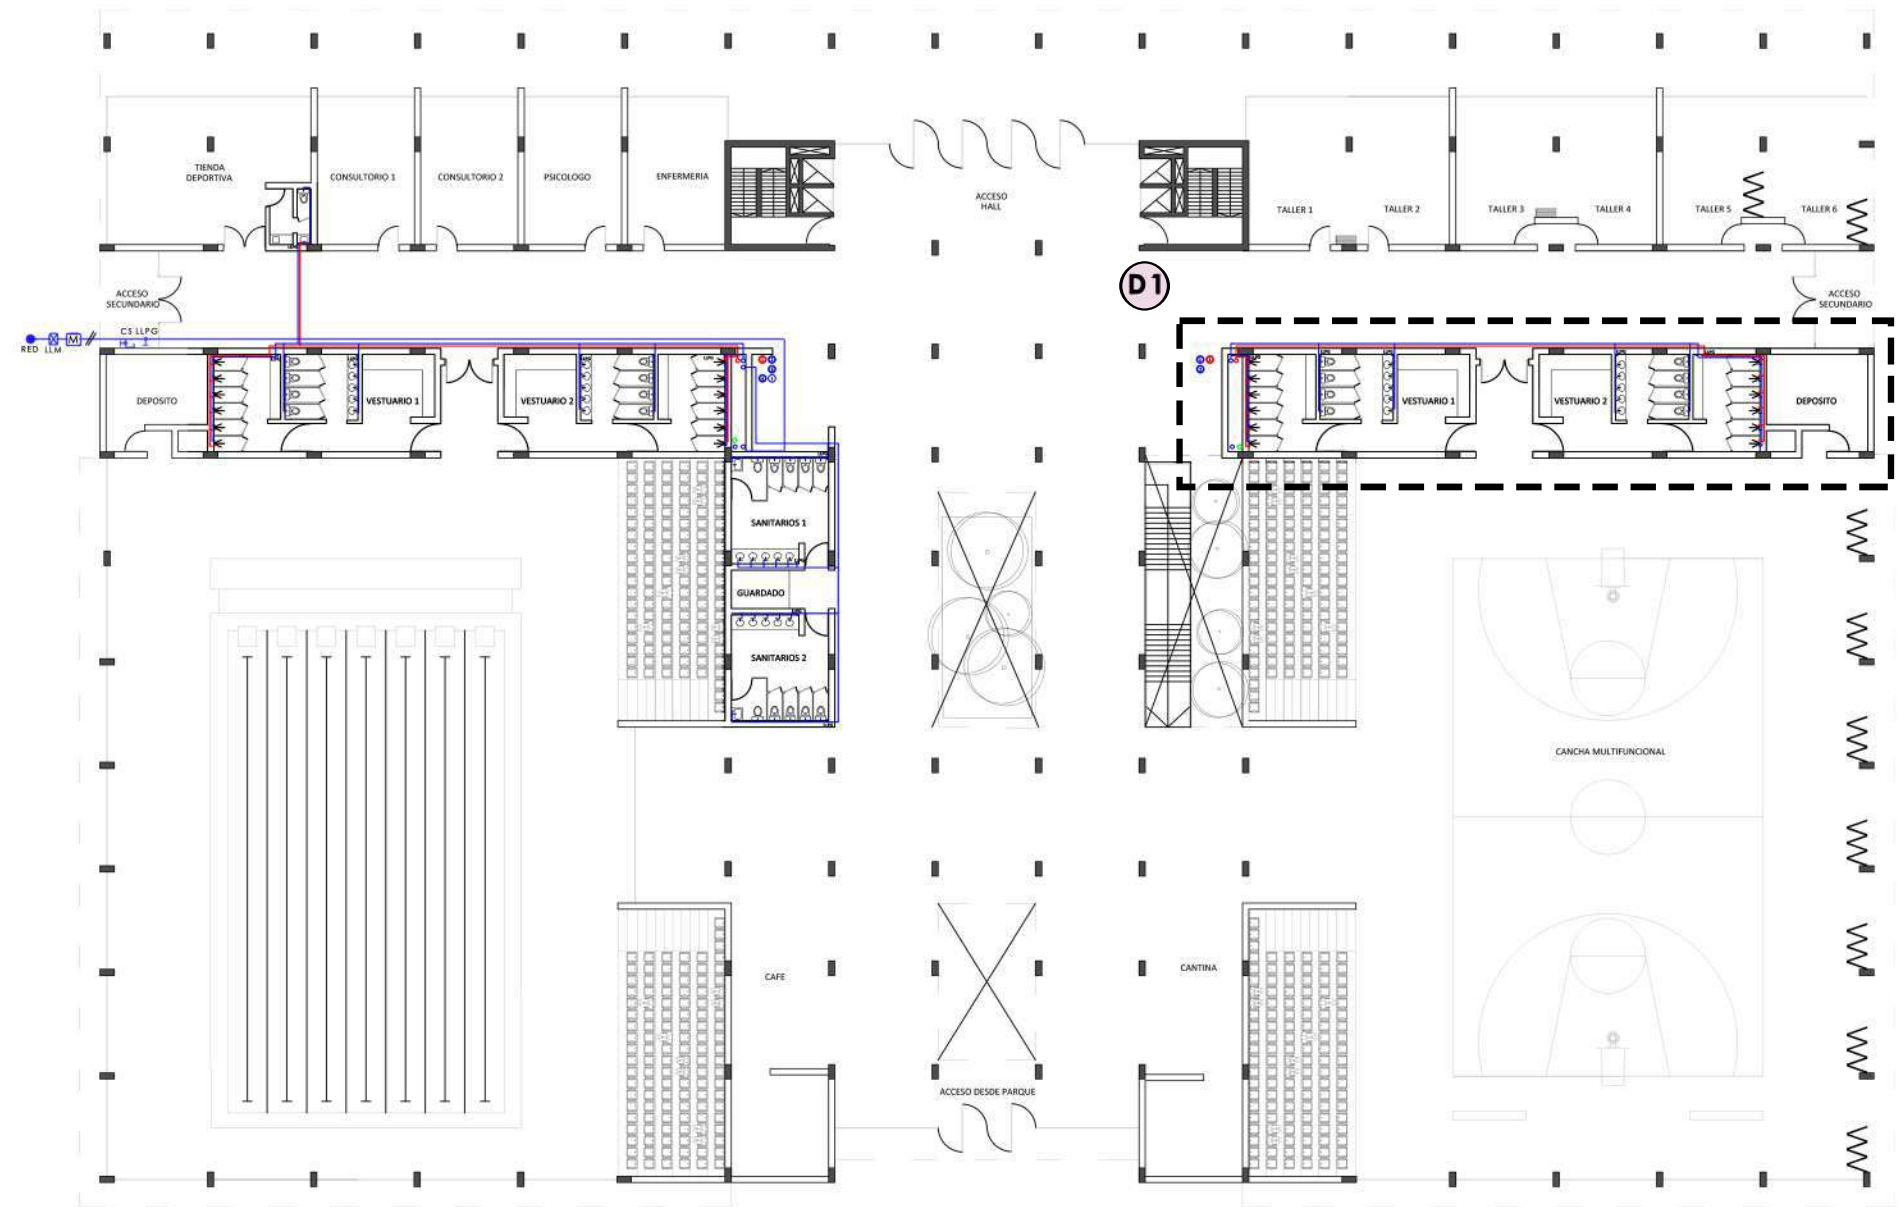 TIENDA
DEPORTIVA
CONSULTORIO 1
CONSULTORIO 2
PSICOLOGO
ENFERMERIA
ACCESO
HALL
TALLER 1
TALLER 2
TALLER 3
TALLER 4
TALLER 5
TALLER 6
D1
ACCESO
SECUNDARIO
ACCESO
SECUNDARIO
CS LLPG
M
RED
LLM
DEPOSITO
VESTUARIO 1
VESTUARIO 2
VESTUARIO 1
VESTUARIO 2
DEPOSITO
SANITARIOS 1
GUARDADO
SANITARIOS 2
CANCHA MULTIFUNCIONAL
CAFE
CANTINA
ACCESO DESDE PARQUE